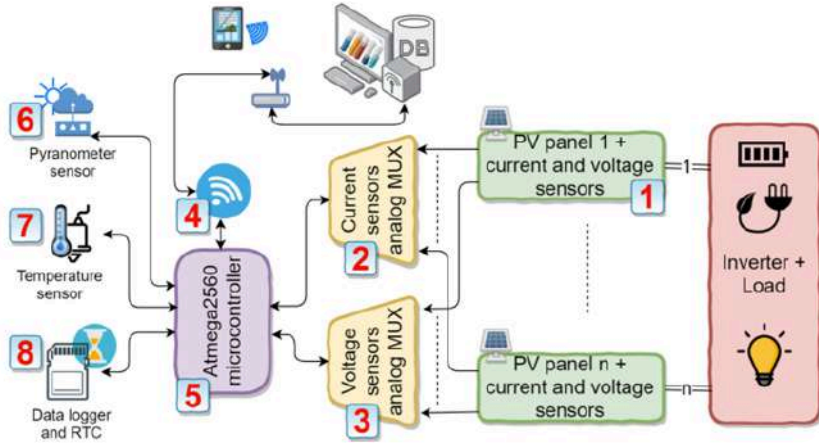 DB
6
Pyranometer
sensor
7
Temperature
sensor
8
Data logger
and RTC
4
Atmega2560
microcontroller
5
Current
sensors
analog MUX
2
Voltage
sensors
analog MUX
3
PV panel 1 +
current and voltage
sensors
1
PV panel n +
current and voltage
sensors
1
n
Inverter +
Load